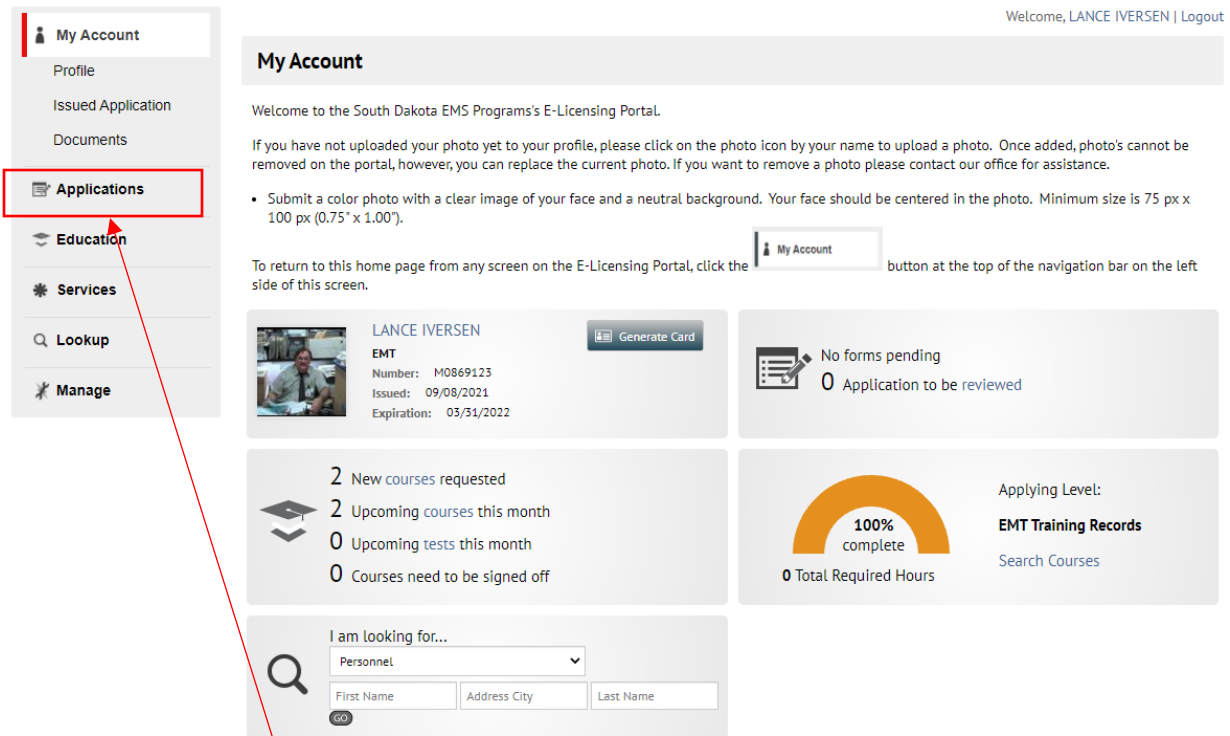 Welcome, LANCE IVERSEN | Logout
My Account
Profile
Issued Application
Documents
Applications
Education
Services
Lookup
Manage
My Account
Welcome to the South Dakota EMS Programs's E-Licensing Portal.
If you have not uploaded your photo yet to your profile, please click on the photo icon by your name to upload a photo. Once added, photo's cannot be
removed on the portal, however, you can replace the current photo. If you want to remove a photo please contact our office for assistance.
• Submit a color photo with a clear image of your face and a neutral background. Your face should be centered in the photo. Minimum size is 75 px x
100 px (0.75" x 1.00").
To return to this home page from any screen on the E-Licensing Portal, click the My Account button at the top of the navigation bar on the left
side of this screen.
LANCE IVERSEN
EMT
Number: M0869123
Issued: 09/08/2021
Expiration: 03/31/2022
Generate Card
No forms pending
0 Application to be reviewed
2 New courses requested
2 Upcoming courses this month
0 Upcoming tests this month
0 Courses need to be signed off
100%
complete
0 Total Required Hours
Applying Level:
EMT Training Records
Search Courses
I am looking for...
Personnel
First Name Address City Last Name
GO